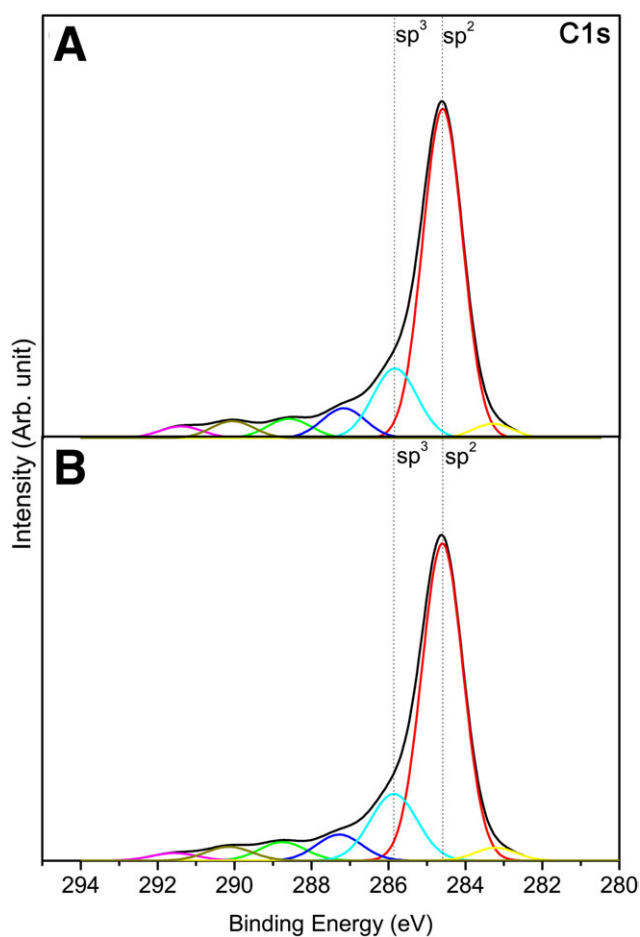 A
sp³
sp²
C1s
B
sp³
sp²
Intensity (Arb. unit)
294
292
290
288
286
284
282
280
Binding Energy (eV)